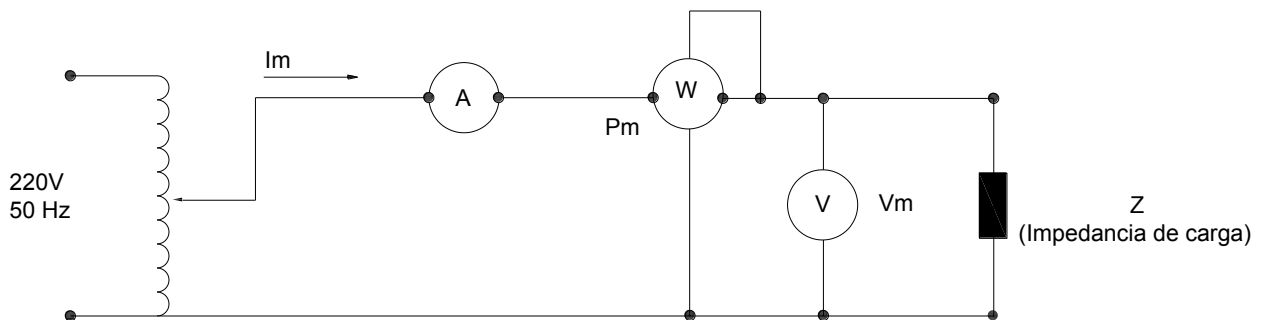 Im
A
W
Pm
220V
50 Hz
V
Vm
Z
(Impedancia de carga)